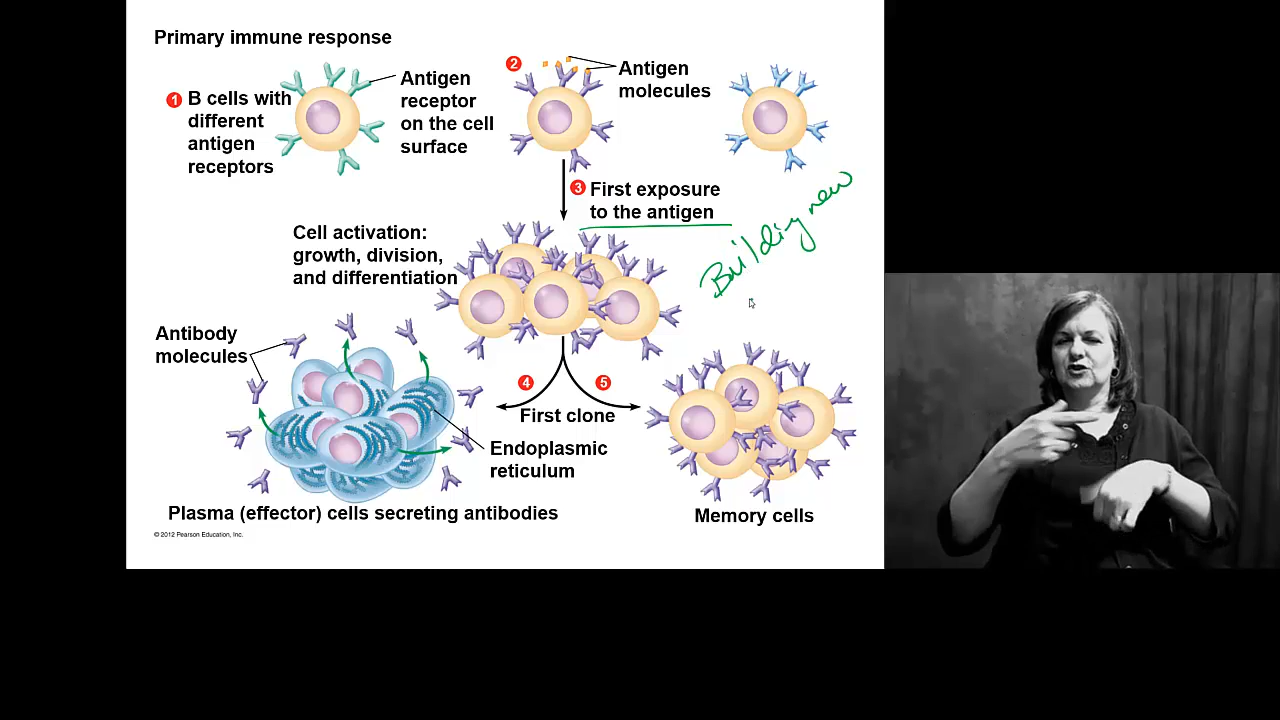 Primary immune response
1 B cells with
different
antigen
receptors
Antigen
receptor
on the cell
surface
2
Antigen
molecules
3 First exposure
to the antigen
Building new
Cell activation:
growth, division,
and differentiation
Antibody
molecules
4
5
First clone
Endoplasmic
reticulum
Plasma (effector) cells secreting antibodies
Memory cells
© 2012 Pearson Education, Inc.